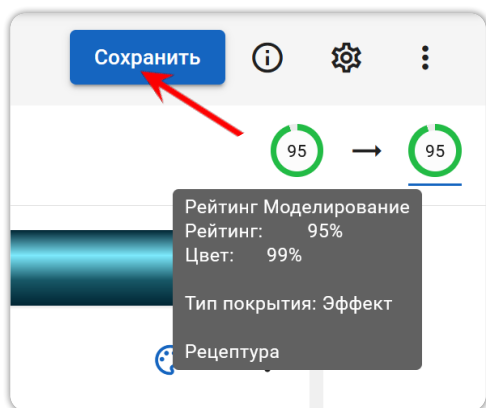 Сохранить
95
95
Рейтинг Моделирование
Рейтинг: 95%
Цвет: 99%
Тип покрытия: Эффект
Рецептура